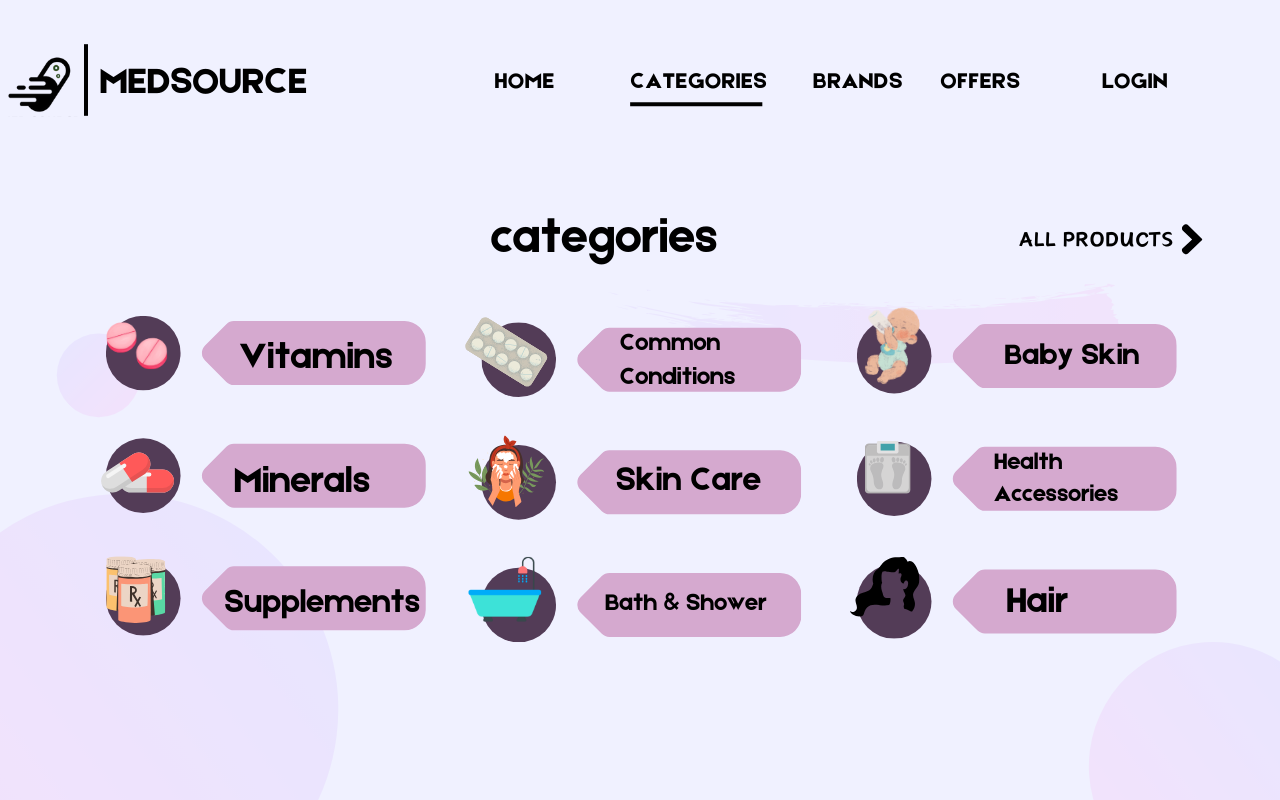 MEDSOURCE
HOME
CATEGORIES
BRANDS
OFFERS
LOGIN
categories
ALL PRODUCTS
Vitamins
Common
Conditions
Baby Skin
Minerals
Skin Care
Health
Accessories
Rx
Supplements
Bath & Shower
Hair